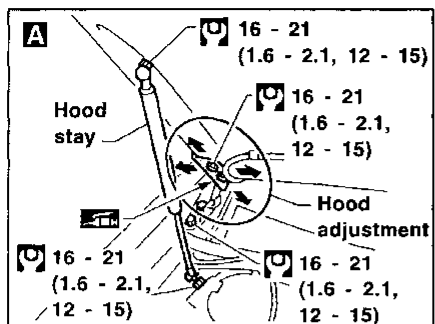 A
16 - 21
(1.6 - 2.1, 12 - 15)
16 - 21
(1.6 - 2.1,
12 - 15)
Hood
stay
Hood
adjustment
16 - 21
(1.6 - 2.1,
12 - 15)
16 - 21
(1.6 - 2.1,
12 - 15)